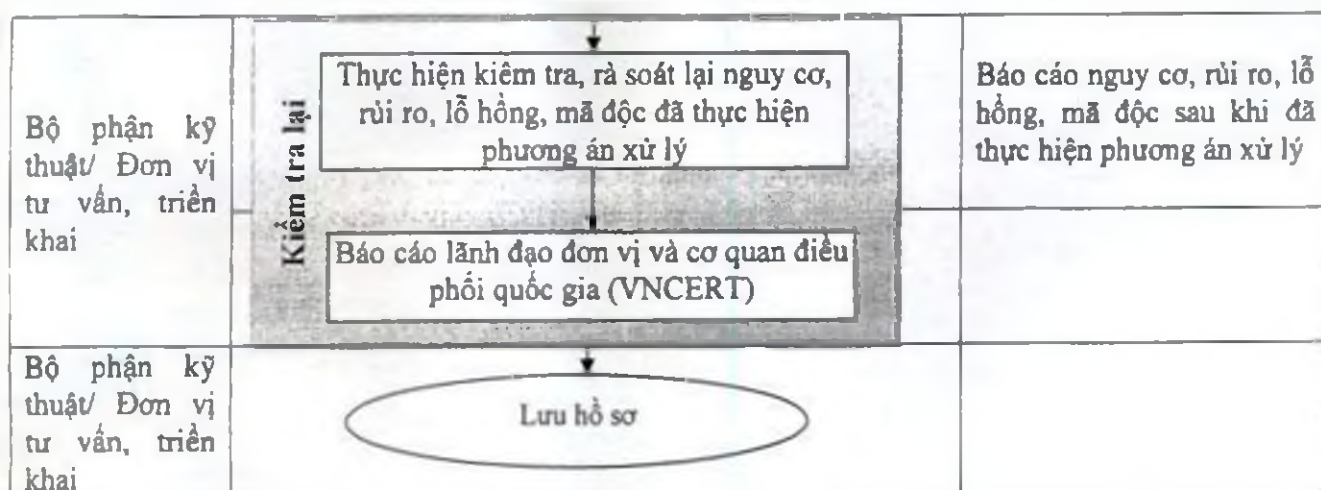 Bộ phận kỹ
thuật/ Đơn vị
tư vấn, triển
khai
Kiểm tra lại
Thực hiện kiểm tra, rà soát lại nguy cơ,
rủi ro, lỗ hổng, mã độc đã thực hiện
phương án xử lý
Báo cáo lãnh đạo đơn vị và cơ quan điều
phối quốc gia (VNCERT)
Báo cáo nguy cơ, rủi ro, lỗ
hổng, mã độc sau khi đã
thực hiện phương án xử lý
Bộ phận kỹ
thuật/ Đơn vị
tư vấn, triển
khai
Lưu hồ sơ